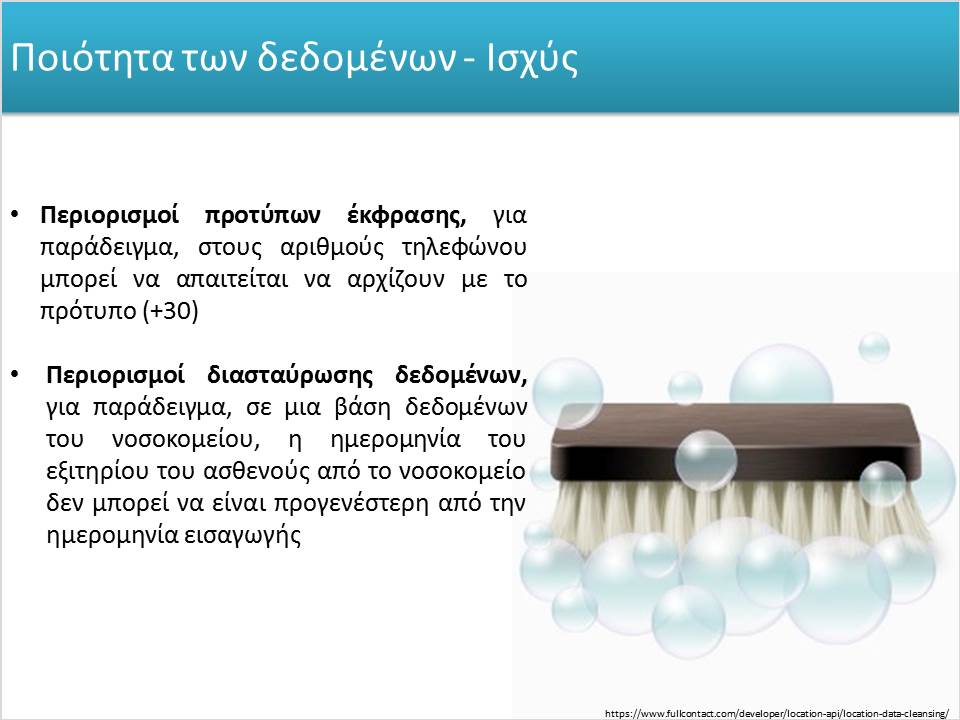 Ποιότητα των δεδομένων - Ισχύς
• Περιορισμοί προτύπων έκφρασης, για
παράδειγμα, στους αριθμούς τηλεφώνου
μπορεί να απαιτείται να αρχίζουν με το
πρότυπο (+30)
• Περιορισμοί διασταύρωσης δεδομένων,
για παράδειγμα, σε μια βάση δεδομένων
του νοσοκομείου, η ημερομηνία του
εξιτηρίου του ασθενούς από το νοσοκομείο
δεν μπορεί να είναι προγενέστερη από την
ημερομηνία εισαγωγής
https://www.fullcontact.com/developer/location-api/location-data-cleansing/